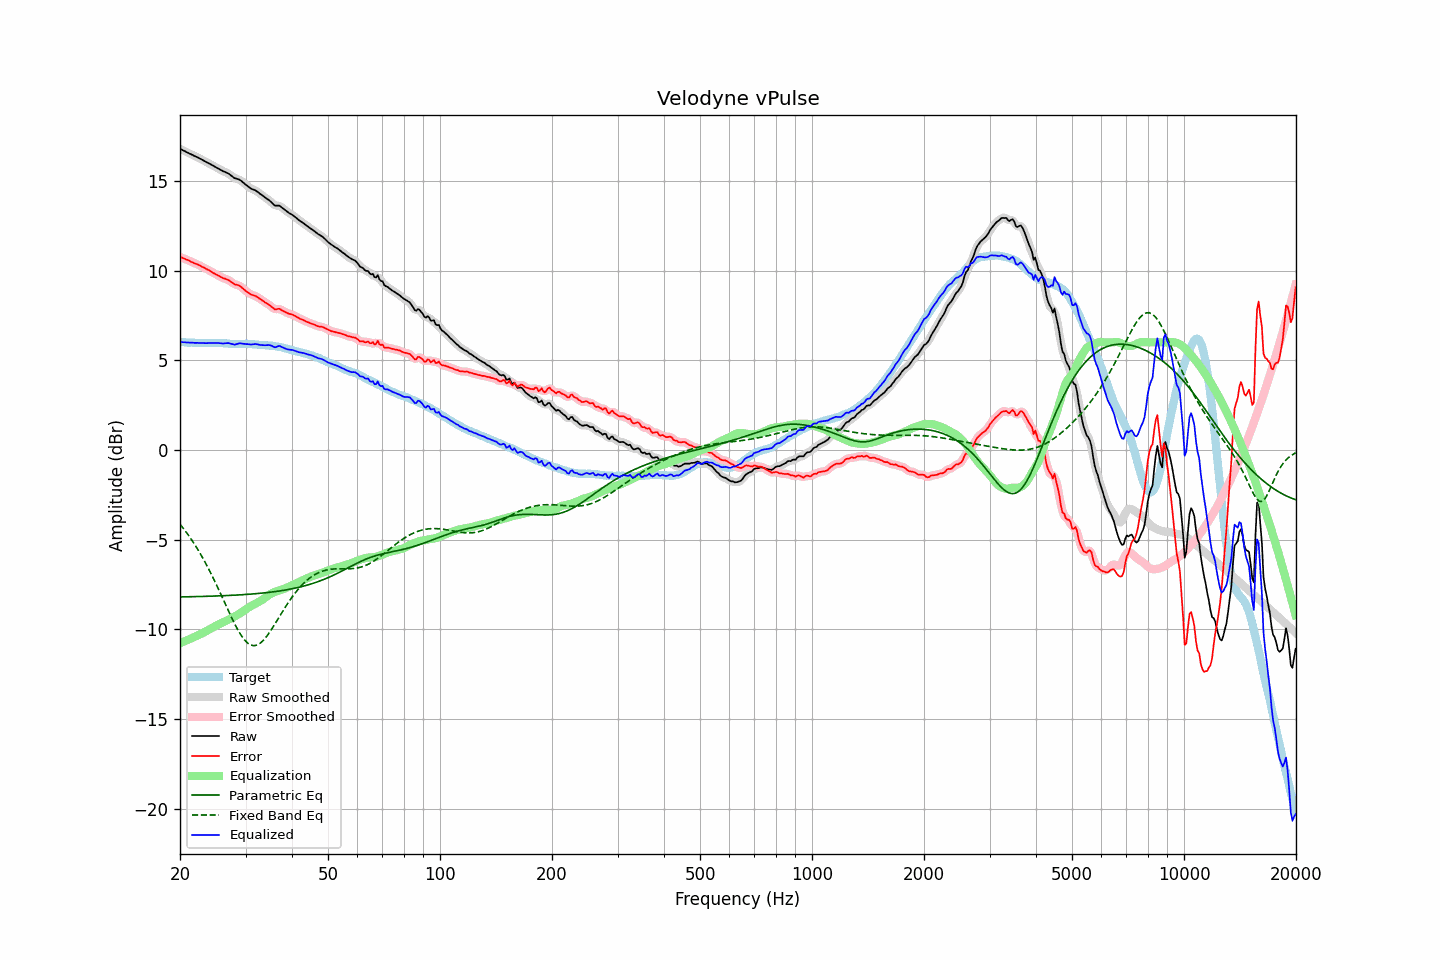 Velodyne vPulse
Amplitude (dBr)
15
10
5
0
−5
−10
−15
−20
Target
Raw Smoothed
Error Smoothed
Raw
Error
Equalization
Parametric Eq
Fixed Band Eq
Equalized
20
50
100
200
500
1000
2000
5000
10000
20000
Frequency (Hz)